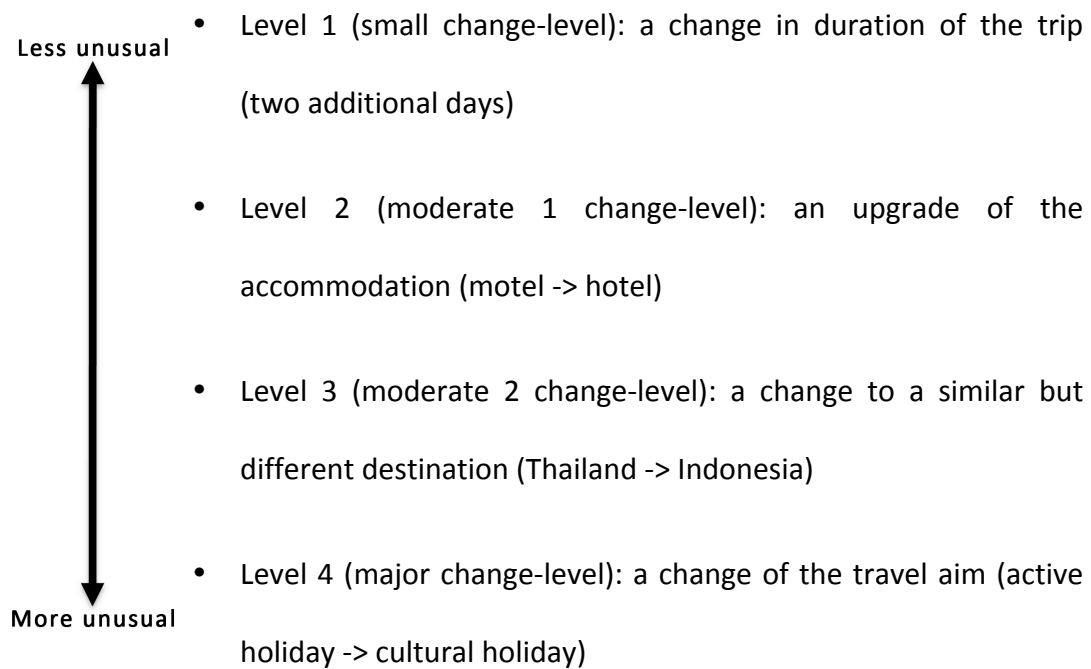 Less unusual
• Level 1 (small change-level): a change in duration of the trip
(two additional days)
• Level 2 (moderate 1 change-level): an upgrade of the
accommodation (motel -> hotel)
• Level 3 (moderate 2 change-level): a change to a similar but
different destination (Thailand -> Indonesia)
• Level 4 (major change-level): a change of the travel aim (active
holiday -> cultural holiday)
More unusual